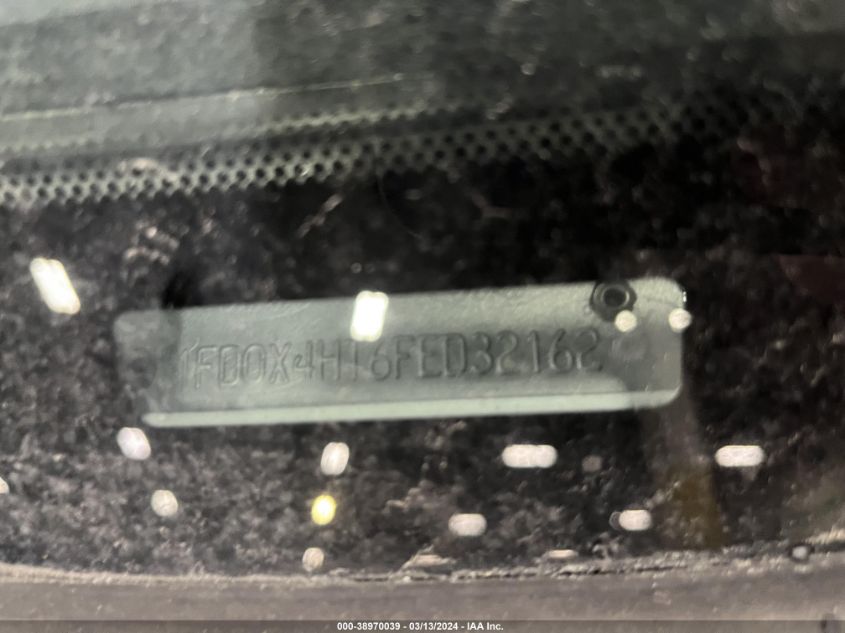 1FD0X4HT6FED32162
000-38970039 - 03/13/2024 - IAA Inc.